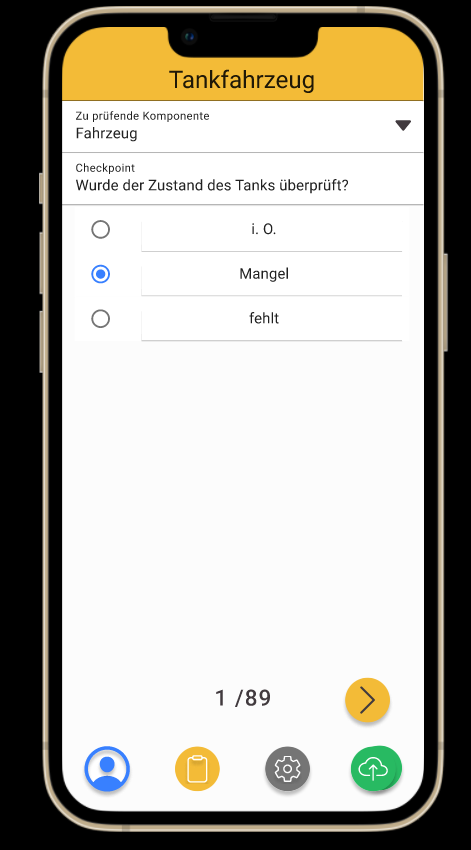 Tankfahrzeug
Zu prüfende Komponente
Fahrzeug
Checkpoint
Wurde der Zustand des Tanks überprüft?
i. O.
Mangel
fehlt
1 /89